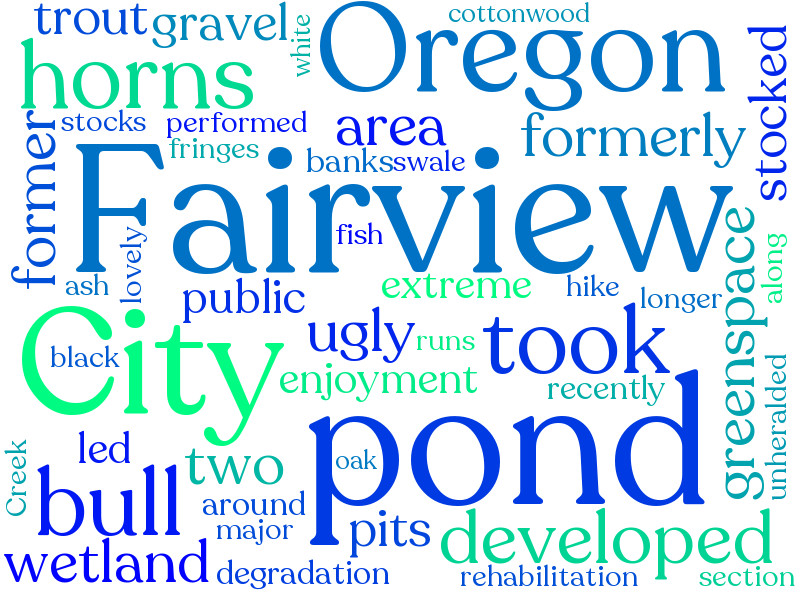 trout
gravel
white
Oregon
cottonwood
stocked
horns
stocks
performed
area
formerly
fringes
banks
swale
former
Fairview
fish
lovely
ash
public
extreme
hike
longer
greenspace
along
City
black
ugly
runs
took
enjoyment
recently
unheralded
pond
led
two
oak
Creek
bull
around
major
pits
developed
wetland
degradation
rehabilitation
section